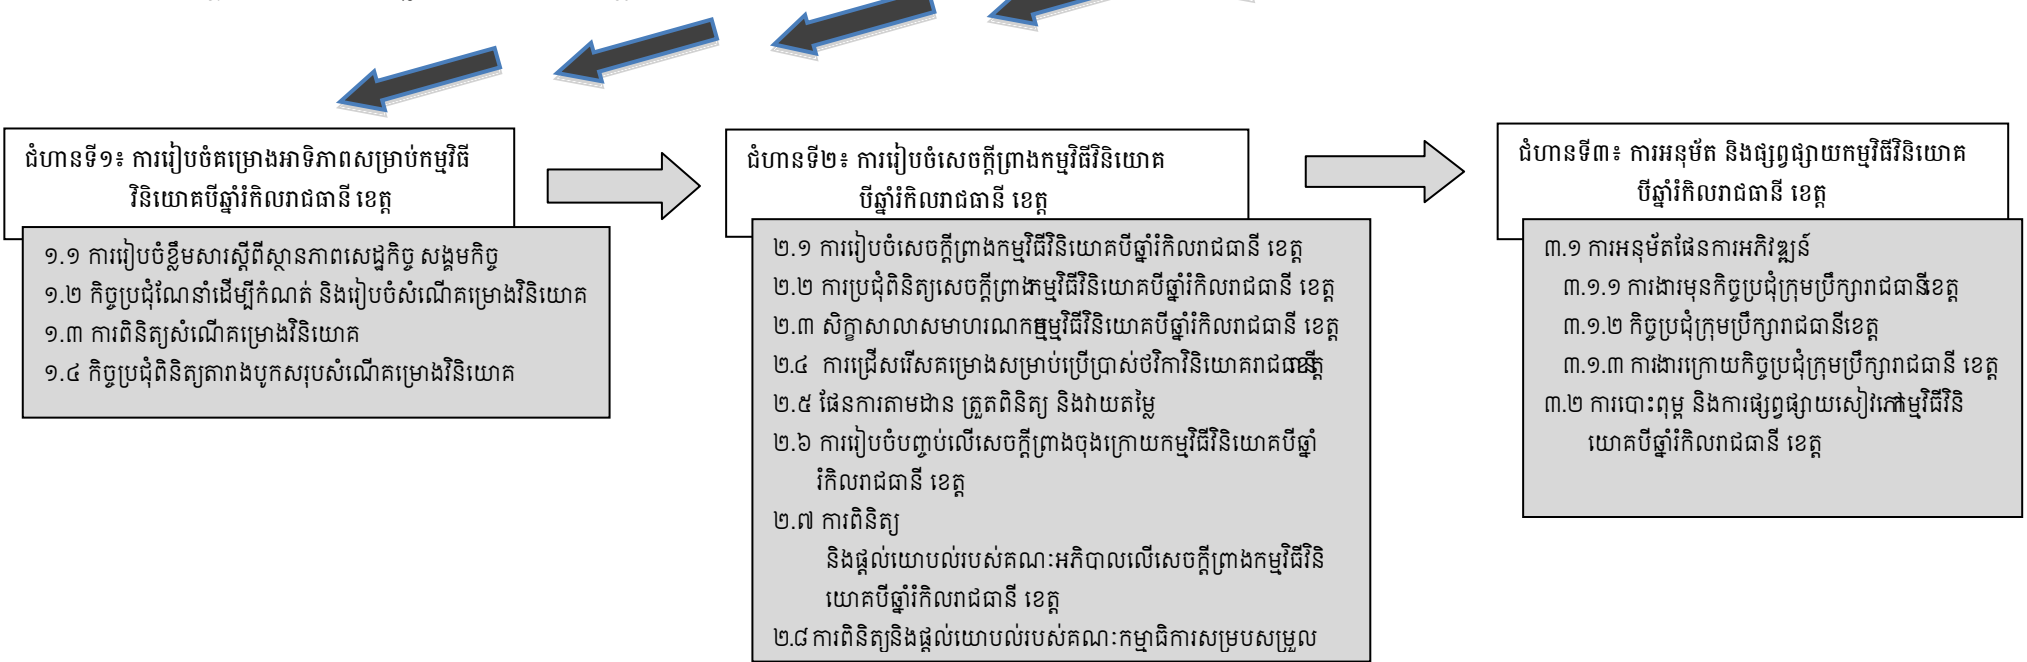 ជំហានទី១៖ ការរៀបចំគម្រោងអាទិភាពសម្រាប់កម្មវិធី
វិនិយោគបីឆ្នាំរំកិលរាជធានី ខេត្ត
១.១ ការរៀបចំខ្លឹមសារស្តីពីស្ថានភាពសេដ្ឋកិច្ច សង្គមកិច្ច
១.២ កិច្ចប្រជុំណែនាំដើម្បីកំណត់ និងរៀបចំសំណើគម្រោងវិនិយោគ
១.៣ ការពិនិត្យសំណើគម្រោងវិនិយោគ
១.៤ កិច្ចប្រជុំពិនិត្យតារាងបូកសរុបសំណើគម្រោងវិនិយោគ
ជំហានទី២៖ ការរៀបចំសេចក្តីព្រាងកម្មវិធីវិនិយោគ
បីឆ្នាំរំកិលរាជធានី ខេត្ត
២.១ ការរៀបចំសេចក្តីព្រាងកម្មវិធីវិនិយោគបីឆ្នាំរំកិលរាជធានី ខេត្ត
២.២ ការប្រជុំពិនិត្យសេចក្តីព្រាងកម្មវិធីវិនិយោគបីឆ្នាំរំកិលរាជធានី ខេត្ត
២.៣ សិក្ខាសាលាសមាហរណកម្មកម្មវិធីវិនិយោគបីឆ្នាំរំកិលរាជធានី ខេត្ត
២.៤ ការជ្រើសរើសគម្រោងសម្រាប់ប្រើប្រាស់ថវិកាវិនិយោគរាជធានី ខេត្ត
២.៥ ផែនការតាមដាន ត្រួតពិនិត្យ និងវាយតម្លៃ
២.៦ ការរៀបចំបញ្ចប់លើសេចក្តីព្រាងចុងក្រោយកម្មវិធីវិនិយោគបីឆ្នាំ
រំកិលរាជធានី ខេត្ត
២.៧ ការពិនិត្យ
និងផ្តល់យោបល់របស់គណៈអភិបាលលើសេចក្តីព្រាងកម្មវិធីវិនិ
យោគបីឆ្នាំរំកិលរាជធានី ខេត្ត
២.៨ ការពិនិត្យនិងផ្តល់យោបល់របស់គណៈកម្មាធិការសម្របសម្រួល
ជំហានទី៣៖ ការអនុម័ត និងផ្សព្វផ្សាយកម្មវិធីវិនិយោគ
បីឆ្នាំរំកិលរាជធានី ខេត្ត
៣.១ ការអនុម័តផែនការអភិវឌ្ឍន៍
៣.១.១ ការងារមុនកិច្ចប្រជុំក្រុមប្រឹក្សារាជធានីខេត្ត
៣.១.២ កិច្ចប្រជុំក្រុមប្រឹក្សារាជធានីខេត្ត
៣.១.៣ ការងារក្រោយកិច្ចប្រជុំក្រុមប្រឹក្សារាជធានី ខេត្ត
៣.២ ការបោះពុម្ព និងការផ្សព្វផ្សាយសៀវភៅកម្មវិធីវិនិ
យោគបីឆ្នាំរំកិលរាជធានី ខេត្ត